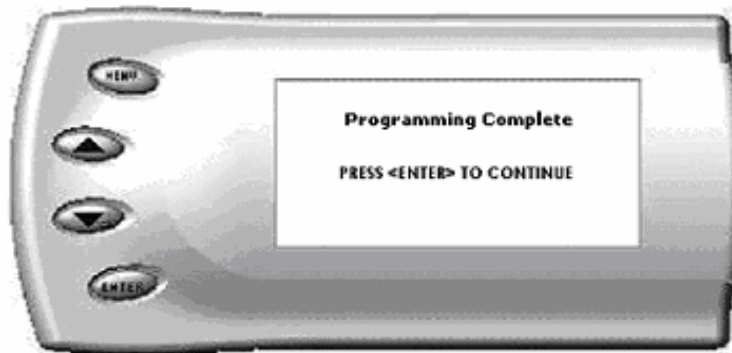 MENU
Programming Complete
PRESS <ENTER> TO CONTINUE
ENTER